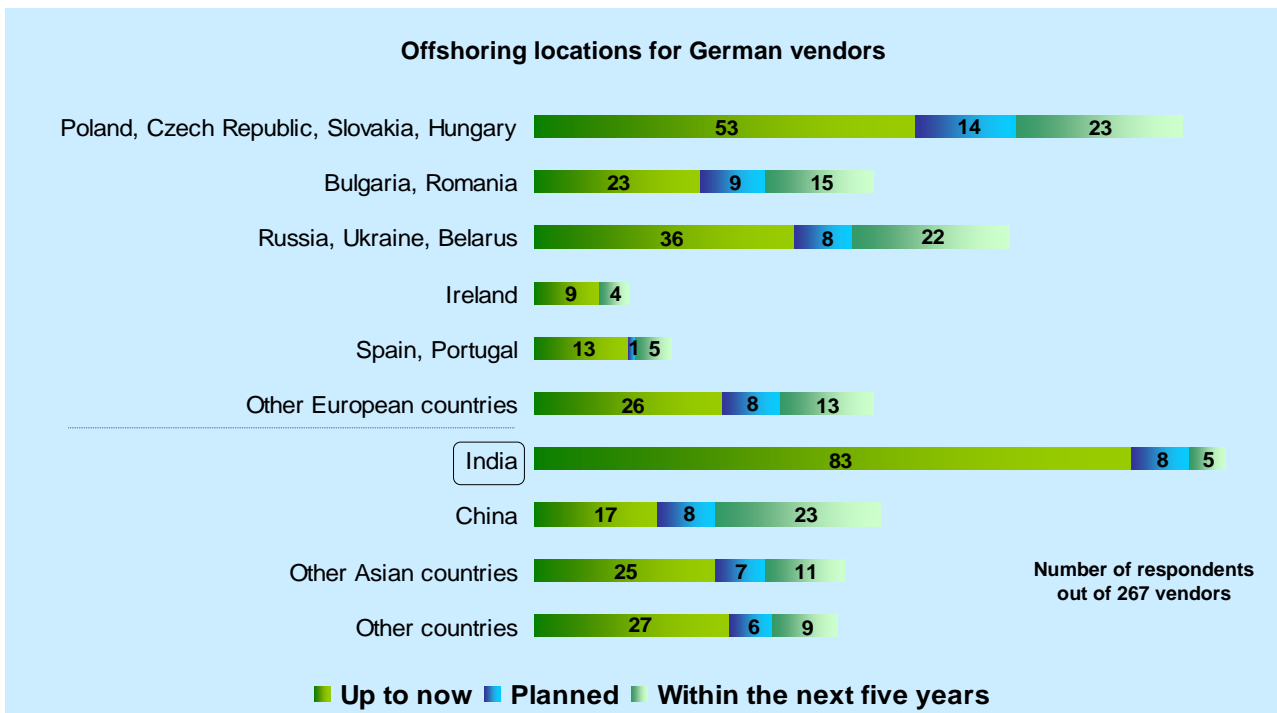 Offshoring locations for German vendors
Poland, Czech Republic, Slovakia, Hungary 53 14 23
Bulgaria, Romania 23 9 15
Russia, Ukraine, Belarus 36 8 22
Ireland 9 4
Spain, Portugal 13 1 5
Other European countries 26 8 13
India 83 8 5
China 17 8 23
Other Asian countries 25 7 11
Number of respondents
out of 267 vendors
Other countries 27 6 9
Up to now Planned Within the next five years